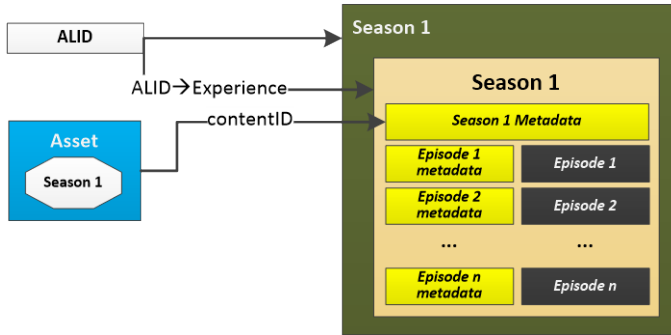 ALID
Season 1
ALID→Experience
Season 1
contentID
Season 1 Metadata
Asset
Season 1
Episode 1
metadata
Episode 1
Episode 2
metadata
Episode 2
...
...
Episode n
metadata
Episode n